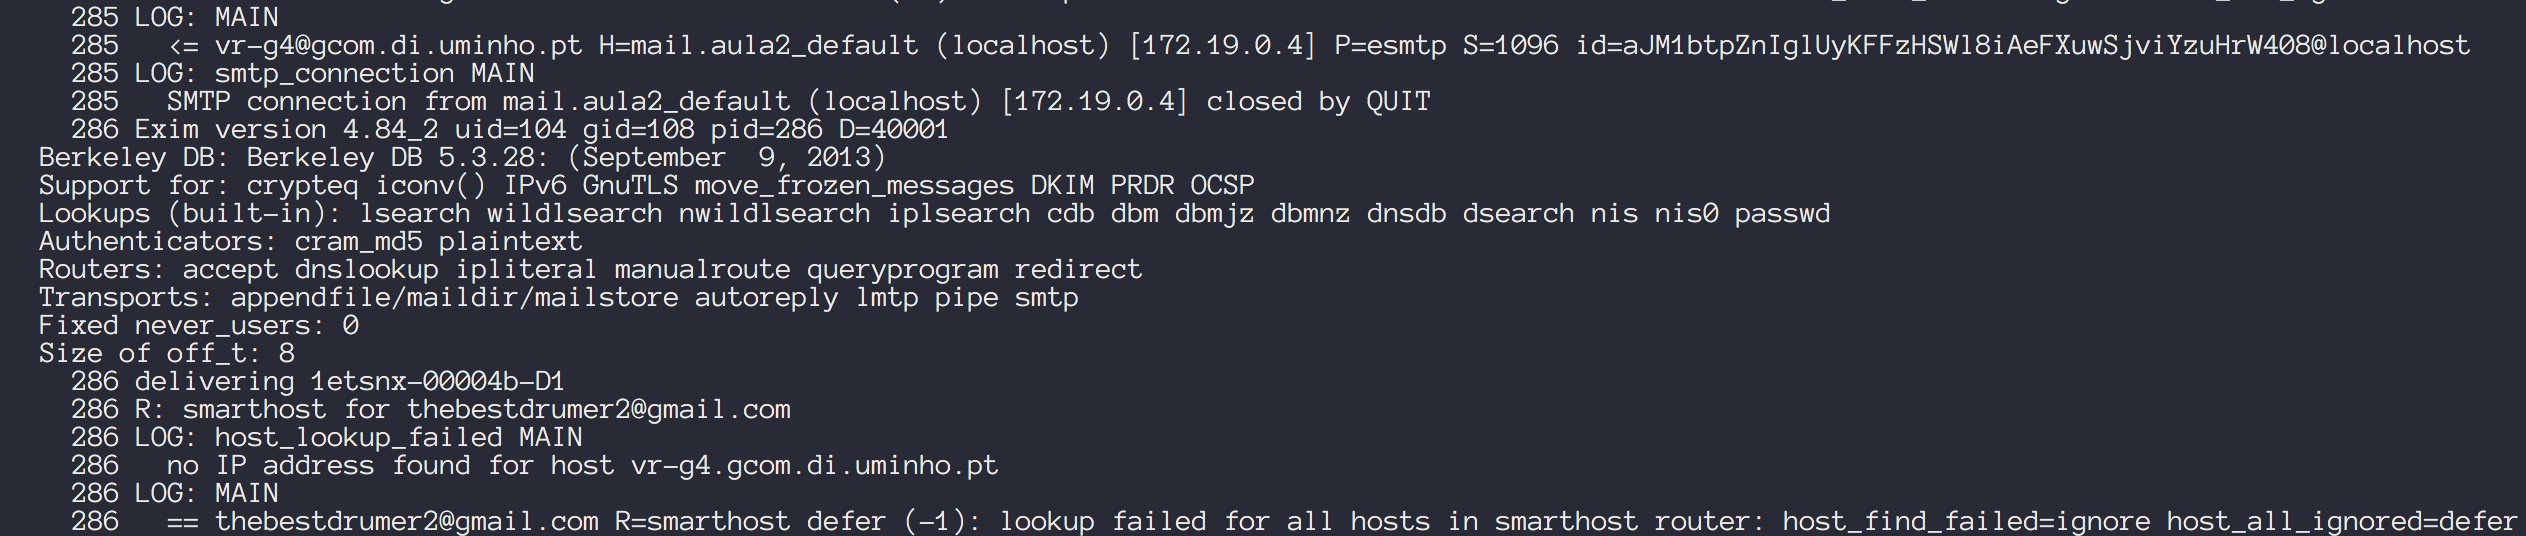 285 LOG: MAIN
285   <= vr-g4@gcom.di.uminho.pt H=mail.aula2_default (localhost) [172.19.0.4] P=esmtp S=1096 id=aJM1btpZnIglUyKFFzHSWl8iAeFXuwSjviYzuHrW408@localhost
285 LOG: smtp_connection MAIN
285   SMTP connection from mail.aula2_default (localhost) [172.19.0.4] closed by QUIT
286 Exim version 4.84_2 uid=104 gid=108 pid=286 D=40001
Berkeley DB: Berkeley DB 5.3.28: (September  9, 2013)
Support for: crypteq iconv() IPv6 GnuTLS move_frozen_messages DKIM PRDR OCSP
Lookups (built-in): lsearch wildlsearch nwildlsearch iplsearch cdb dbm dbmjz dbmnz dnsdb dsearch nis nis0 passwd
Authenticators: cram_md5 plaintext
Routers: accept dnslookup ipliteral manualroute queryprogram redirect
Transports: appendfile/maildir/mailstore autoreply lmtp pipe smtp
Fixed never_users: 0
Size of off_t: 8
286 delivering 1etsnx-00004b-D1
286 R: smarthost for thebestdrumer2@gmail.com
286 LOG: host_lookup_failed MAIN
286   no IP address found for host vr-g4.gcom.di.uminho.pt
286 LOG: MAIN
286   == thebestdrumer2@gmail.com R=smarthost defer (-1): lookup failed for all hosts in smarthost router: host_find_failed=ignore host_all_ignored=defer